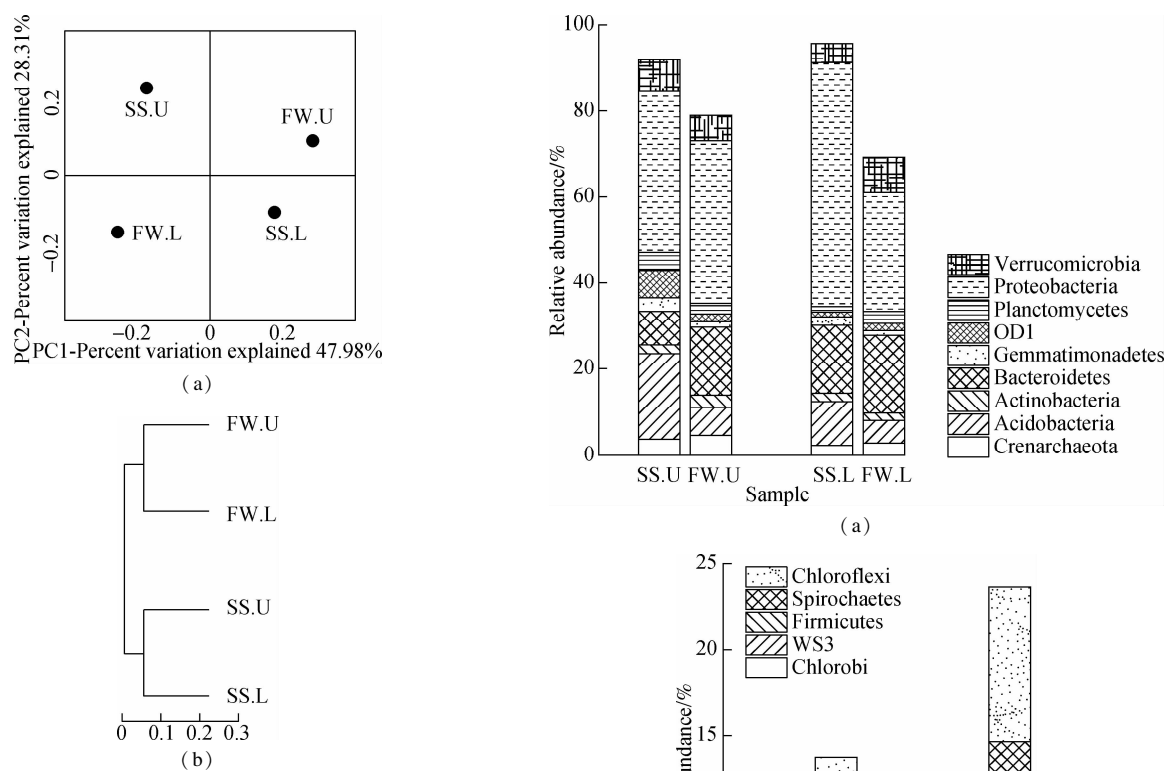 PC2-Percent variation explained 28.31%
0.2
0
−0.2
SS.U
FW.U
FW.L
SS.L
−0.2 0 0.2
PC1-Percent variation explained 47.98%
( a )
FW.U
FW.L
SS.U
SS.L
0 0.1 0.2 0.3
( b )
Relative abundance/%
100
80
60
40
20
0
Verrucomicrobia
Proteobacteria
Planctomycetes
OD1
Gemmatimonadetes
Bacteroidetes
Actinobacteria
Acidobacteria
Crenarchaeota
SS.U FW.U SS.L FW.L
Samplc
( a )
25
20
15
undance/%
Chloroflexi
Spirochaetes
Firmicutes
WS3
Chlorobi